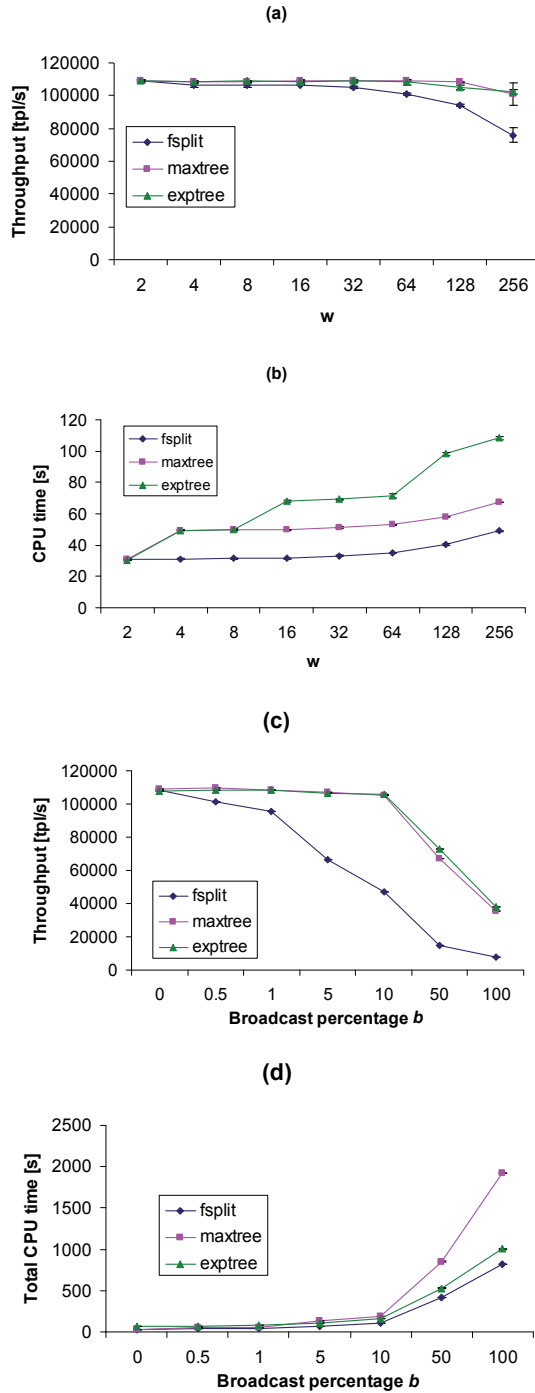 (a)
Throughput [tpl/s]
120000
100000
80000
60000
40000
20000
0
fsplit
maxtree
exptree
2 4 8 16 32 64 128 256
w
(b)
CPU time [s]
120
100
80
60
40
20
0
fsplit
maxtree
exptree
2 4 8 16 32 64 128 256
w
(c)
Throughput [tpl/s]
120000
100000
80000
60000
40000
20000
0
fsplit
maxtree
exptree
0 0.5 1 5 10 50 100
Broadcast percentage b
(d)
Total CPU time [s]
2500
2000
1500
1000
500
0
fsplit
maxtree
exptree
0 0.5 1 5 10 50 100
Broadcast percentage b